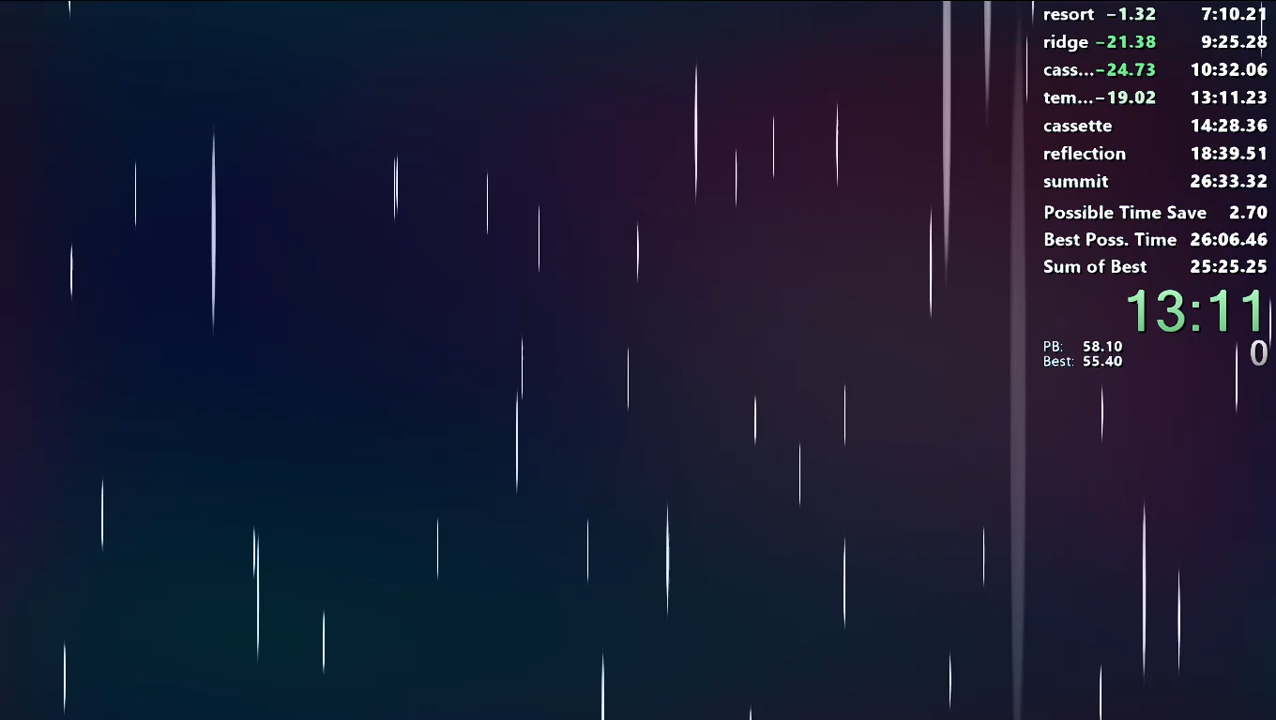 resort -1.32 7:10.21
ridge -21.38 9:25.28
cass...-24.73 10:32.06
tem...-19.02 13:11.23
cassette 14:28.36
reflection 18:39.51
summit 26:33.32
Possible Time Save 2.70
Best Poss. Time 26:06.46
Sum of Best 25:25.25
13:11
PB: 58.10
Best: 55.40
0